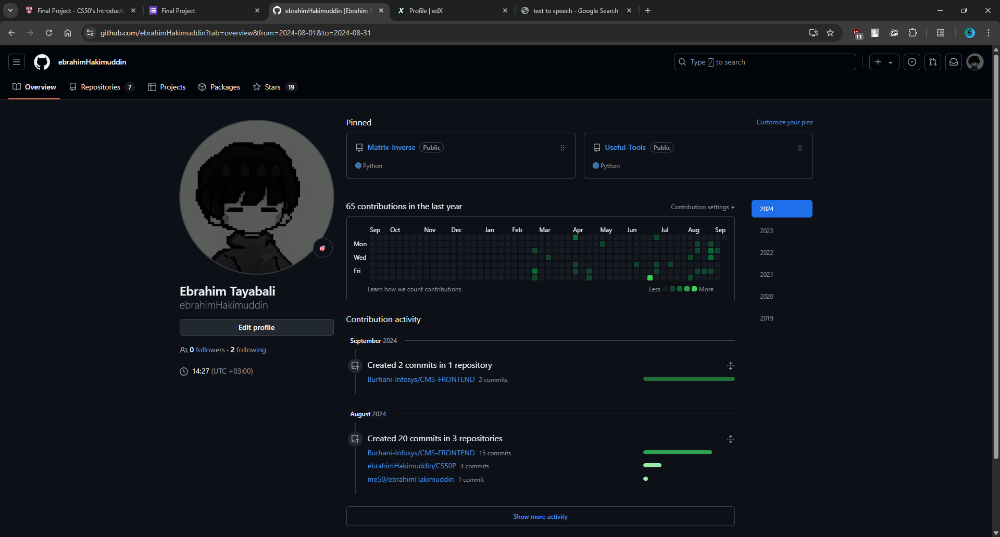 Final Project - CS50's Introducti
Final Project
ebrahimHakimuddin (Ebrahim T
Profile | edX
text to speech - Google Search
github.com/ebrahimHakimuddin?tab=overview&from=2024-08-01&to=2024-08-31
11
ebrahimHakimuddin
Type / to search
Overview
Repositories 7
Projects
Packages
Stars 19
Pinned
Customize your pins
Matrix-Inverse Public
Python
Useful-Tools Public
Python
65 contributions in the last year
Contribution settings
Sep Oct Nov Dec Jan Feb Mar Apr May Jun Jul Aug Sep
Mon
Wed
Fri
Learn how we count contributions
Less More
2024
2023
2022
2021
2020
2019
Ebrahim Tayabali
ebrahimHakimuddin
Edit profile
0 followers · 2 following
14:27 (UTC +03:00)
Contribution activity
September 2024
Created 2 commits in 1 repository
Burhani-Infosys/CMS-FRONTEND 2 commits
August 2024
Created 20 commits in 3 repositories
Burhani-Infosys/CMS-FRONTEND 15 commits
ebrahimHakimuddin/CS50P 4 commits
me50/ebrahimHakimuddin 1 commit
Show more activity